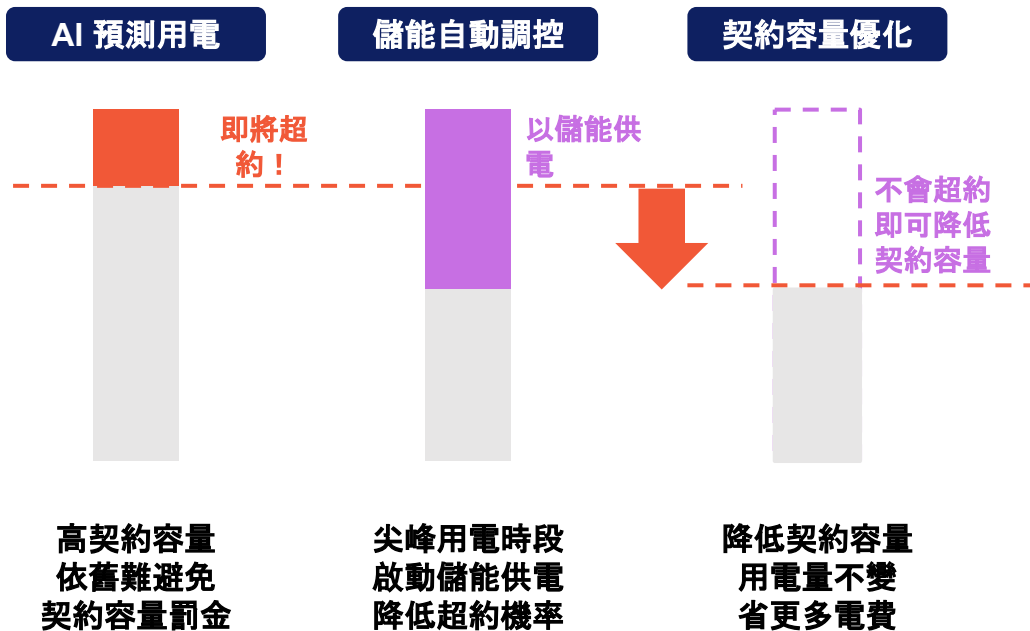 AI 預測用電
儲能自動調控
契約容量優化
即將超
約！
以儲能供
電
不會超約
即可降低
契約容量
高契約容量
依舊難避免
契約容量罰金
尖峰用電時段
啟動儲能供電
降低超約機率
降低契約容量
用電量不變
省更多電費